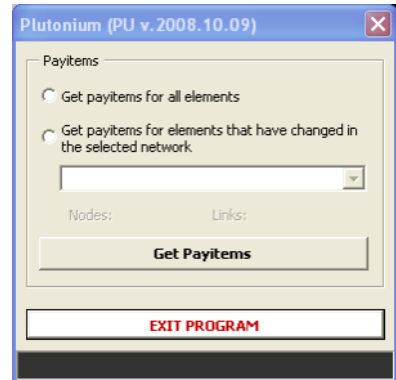 Plutonium (PU v.2008.10.09)
Payitems
Get payitems for all elements
Get payitems for elements that have changed in
the selected network
Nodes: Links:
Get Payitems
EXIT PROGRAM